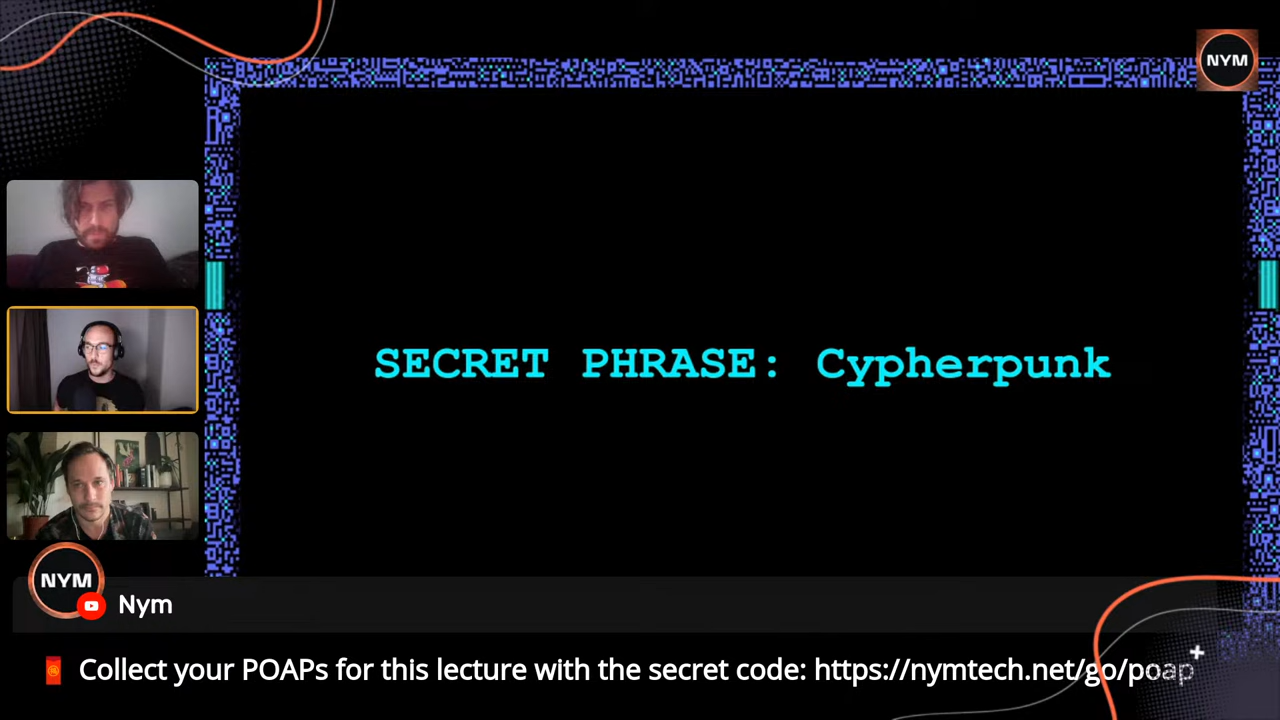 NYM
SECRET PHRASE: Cypherpunk
NYM
Nym
Collect your POAPs for this lecture with the secret code: https://nymtech.net/go/poap